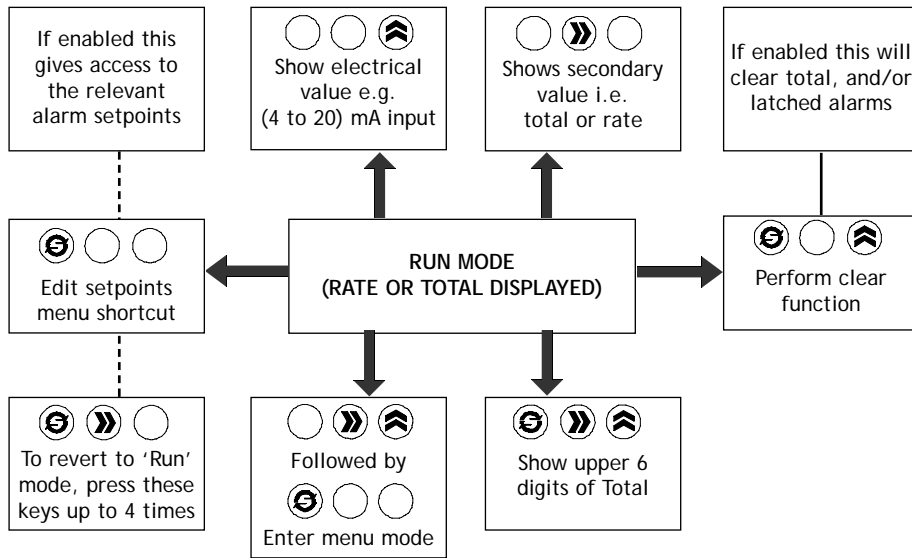 If enabled this
gives access to
the relevant
alarm setpoints
Show electrical
value e.g.
(4 to 20) mA input
Shows secondary
value i.e.
total or rate
If enabled this will
clear total, and/or
latched alarms
Edit setpoints
menu shortcut
RUN MODE
(RATE OR TOTAL DISPLAYED)
Perform clear
function
To revert to ‘Run’
mode, press these
keys up to 4 times
Followed by
Enter menu mode
Show upper 6
digits of Total